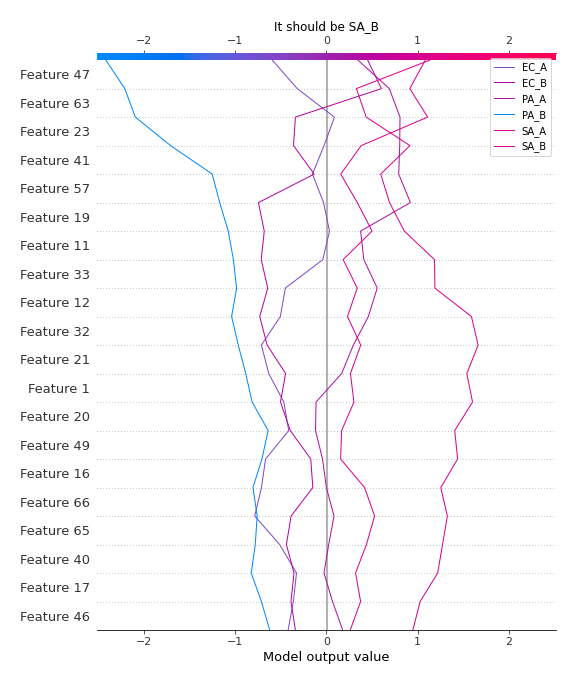 It should be SA_B
−2 −1 0 1 2
EC_A
EC_B
PA_A
PA_B
SA_A
SA_B
Feature 47
Feature 63
Feature 23
Feature 41
Feature 57
Feature 19
Feature 11
Feature 33
Feature 12
Feature 32
Feature 21
Feature 1
Feature 20
Feature 49
Feature 16
Feature 66
Feature 65
Feature 40
Feature 17
Feature 46
−2 −1 0 1 2
Model output value